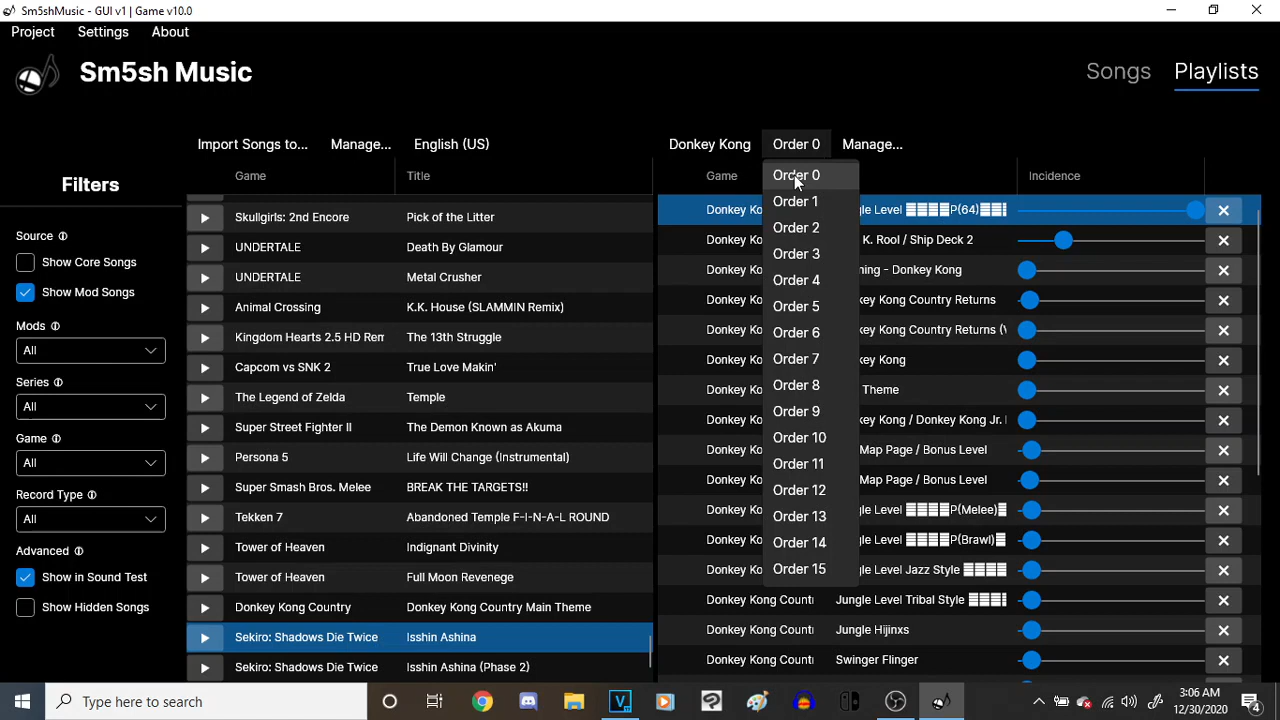 Sm5shMusic - GUI v1 | Game v10.0
Project Settings About
Sm5sh Music
Songs Playlists
Import Songs to... Manage... English (US)
Donkey Kong Order 0 Manage...
Filters
Source
Show Core Songs
Show Mod Songs
Mods
All
Series
All
Game
All
Record Type
All
Advanced
Show in Sound Test
Show Hidden Songs
Game Title
Skullgirls: 2nd Encore Pick of the Litter
UNDERTALE Death By Glamour
UNDERTALE Metal Crusher
Animal Crossing K.K. House (SLAMMIN Remix)
Kingdom Hearts 2.5 HD Rem The 13th Struggle
Capcom vs SNK 2 True Love Makin'
The Legend of Zelda Temple
Super Street Fighter II The Demon Known as Akuma
Persona 5 Life Will Change (Instrumental)
Super Smash Bros. Melee BREAK THE TARGETS!!
Tekken 7 Abandoned Temple F-I-N-A-L ROUND
Tower of Heaven Indignant Divinity
Tower of Heaven Full Moon Revenege
Donkey Kong Country Donkey Kong Country Main Theme
Sekiro: Shadows Die Twice Isshin Ashina
Sekiro: Shadows Die Twice Isshin Ashina (Phase 2)
Order 0
Order 1
Order 2
Order 3
Order 4
Order 5
Order 6
Order 7
Order 8
Order 9
Order 10
Order 11
Order 12
Order 13
Order 14
Order 15
Game Incidence
Donkey Ko gle Level P(64)
Donkey Ko K. Rool / Ship Deck 2
Donkey Ko ning - Donkey Kong
Donkey Ko key Kong Country Returns
Donkey Ko key Kong Country Returns (V
Donkey Ko key Kong
Donkey Ko Theme
Donkey Ko key Kong / Donkey Kong Jr.
Donkey Ko Map Page / Bonus Level
Donkey Ko Map Page / Bonus Level
Donkey Ko gle Level P(Melee)
Donkey Ko gle Level P(Brawl)
Donkey Ko gle Level Jazz Style
Donkey Kong Count Jungle Level Tribal Style
Donkey Kong Count Jungle Hijinxs
Donkey Kong Count Swinger Flinger
Type here to search
3:06 AM
12/30/2020
4